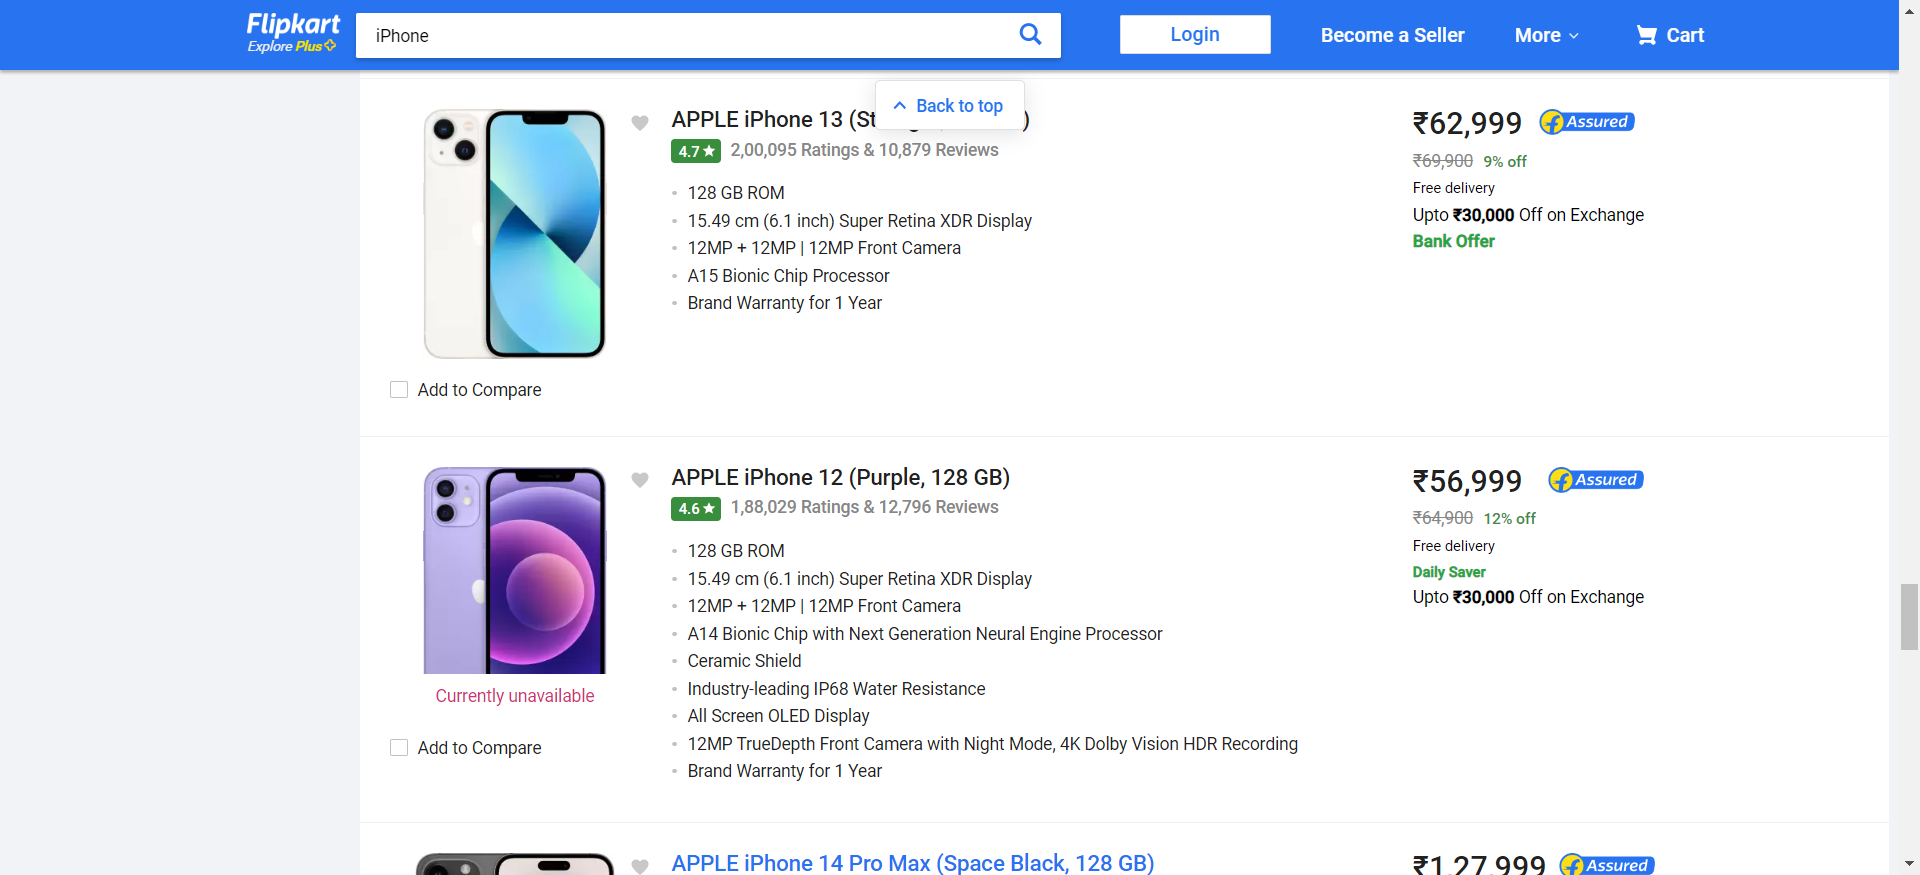 Flipkart
Explore Plus
iPhone
Login
Become a Seller
More
Cart
Back to top
APPLE iPhone 13 ( )
4.7★ 2,00,095 Ratings & 10,879 Reviews
128 GB ROM
15.49 cm (6.1 inch) Super Retina XDR Display
12MP + 12MP | 12MP Front Camera
A15 Bionic Chip Processor
Brand Warranty for 1 Year
Add to Compare
₹62,999 Assured
₹69,900 9% off
Free delivery
Upto ₹30,000 Off on Exchange
Bank Offer
APPLE iPhone 12 (Purple, 128 GB)
4.6★ 1,88,029 Ratings & 12,796 Reviews
128 GB ROM
15.49 cm (6.1 inch) Super Retina XDR Display
12MP + 12MP | 12MP Front Camera
A14 Bionic Chip with Next Generation Neural Engine Processor
Ceramic Shield
Industry-leading IP68 Water Resistance
All Screen OLED Display
12MP TrueDepth Front Camera with Night Mode, 4K Dolby Vision HDR Recording
Brand Warranty for 1 Year
Currently unavailable
Add to Compare
₹56,999 Assured
₹64,900 12% off
Free delivery
Daily Saver
Upto ₹30,000 Off on Exchange
APPLE iPhone 14 Pro Max (Space Black, 128 GB)
₹1,27,999 Assured